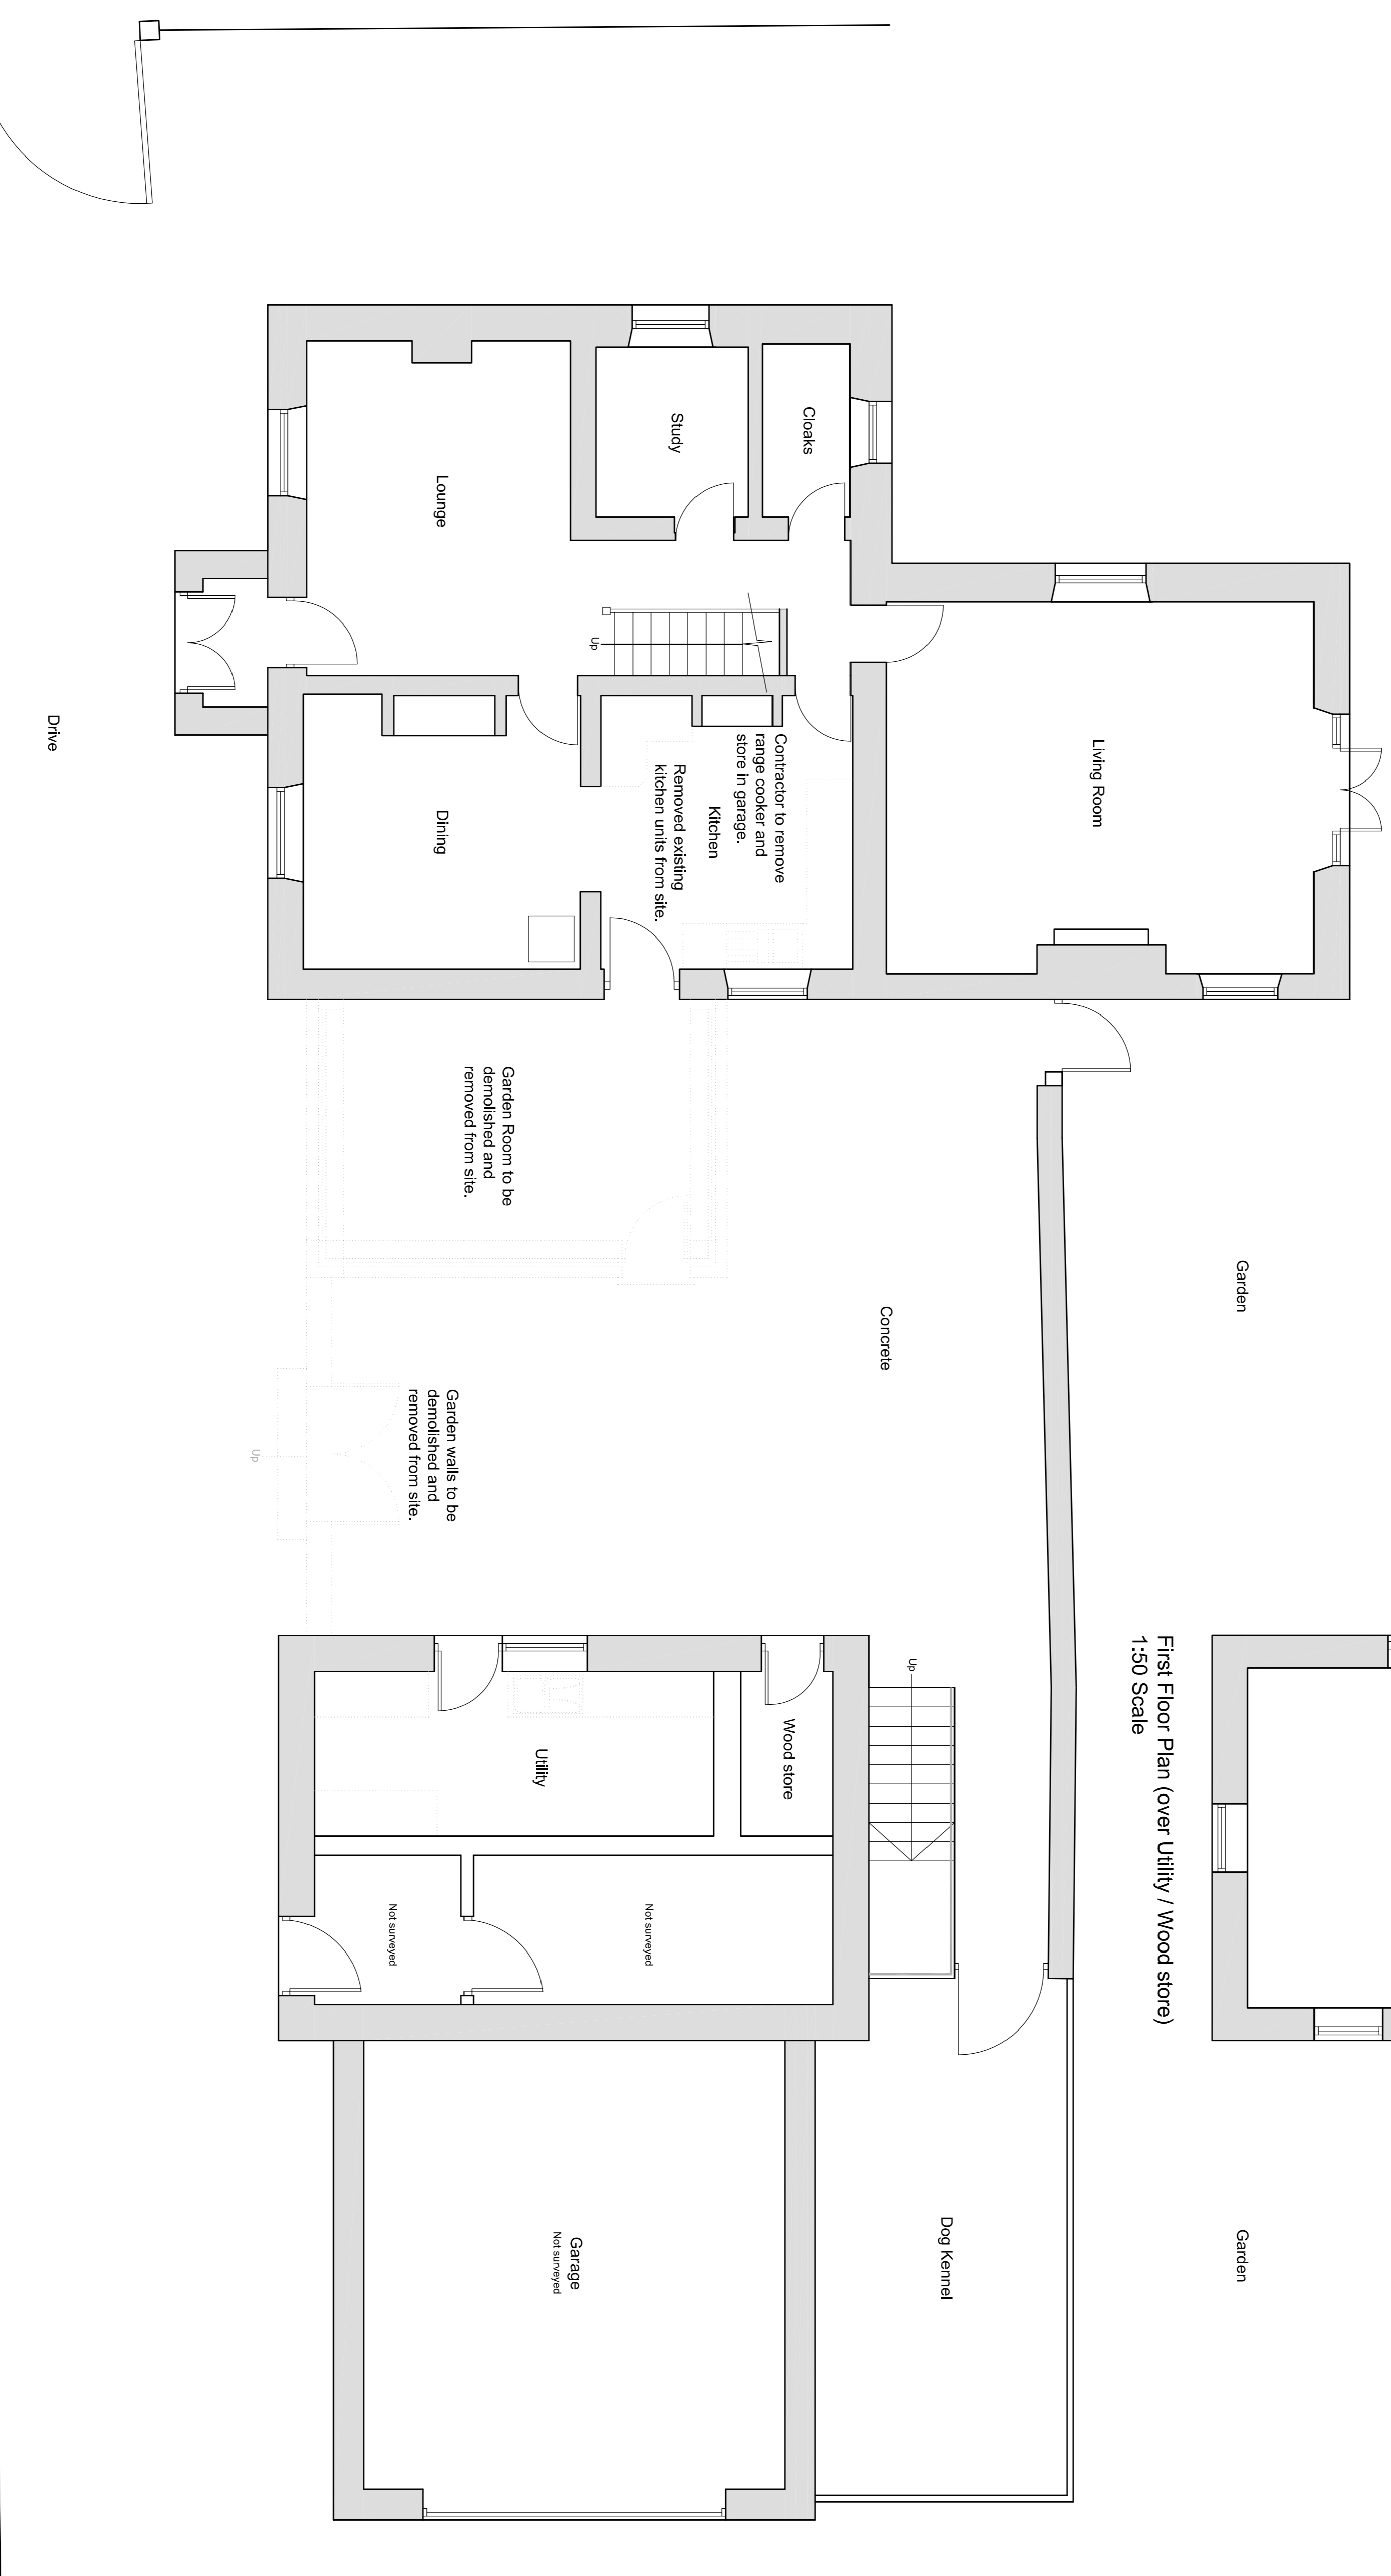 Cloaks
Study
Lounge
Up
Living Room
Contractor to remove
range cooker and
store in garage.
Kitchen
Removed existing
kitchen units from site.
Dining
Drive
Garden Room to be
demolished and
removed from site.
Garden
Concrete
Garden walls to be
demolished and
removed from site.
Up
First Floor Plan (over Utility / Wood store)
1:50 Scale
Up
Wood store
Utility
Not surveyed
Not surveyed
Dog Kennel
Garage
Not surveyed
Garden